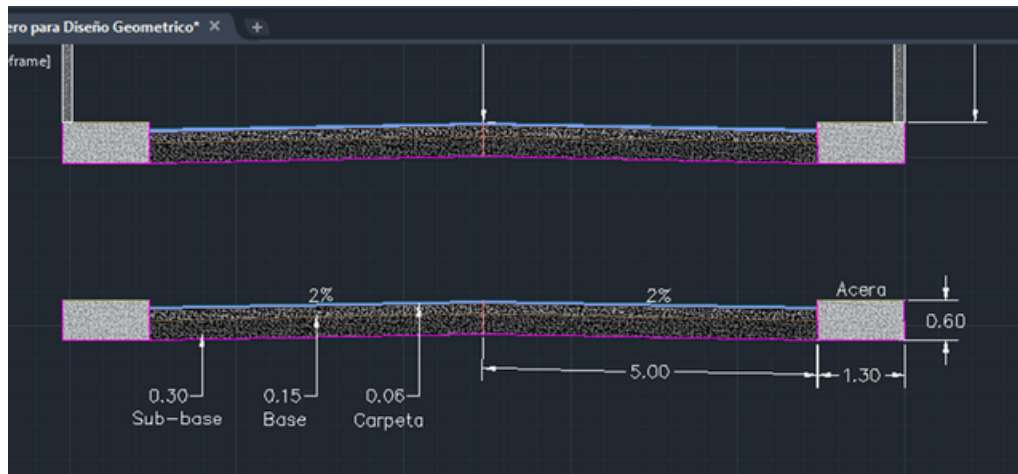 ero para Diseño Geometrico*
frame]
2%
2%
Acera
0.60
5.00
1.30
0.30
Sub-base
0.15
Base
0.06
Carpeta